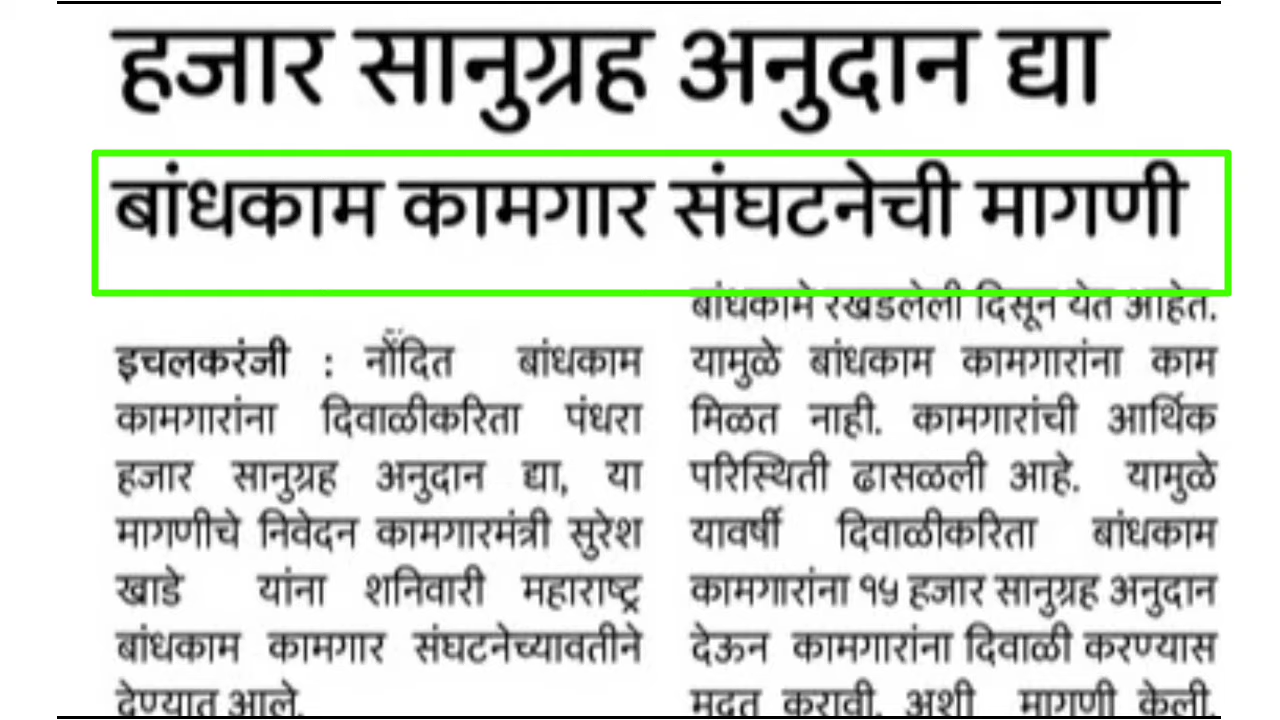 हजार सानुग्रह अनुदान द्या
बांधकाम कामगार संघटनेची मागणी
इचलकरंजी : नोंदित बांधकाम
कामगारांना दिवाळीकरिता पंधरा
हजार सानुग्रह अनुदान द्या, या
मागणीचे निवेदन कामगारमंत्री सुरेश
खाडे यांना शनिवारी महाराष्ट्र
बांधकाम कामगार संघटनेच्यावतीने
देण्यात आले.
बांधकामे रखडलेली दिसून येत आहेत.
यामुळे बांधकाम कामगारांना काम
मिळत नाही. कामगारांची आर्थिक
परिस्थिती ढासळली आहे. यामुळे
यावर्षी दिवाळीकरिता बांधकाम
कामगारांना १५ हजार सानुग्रह अनुदान
देऊन कामगारांना दिवाळी करण्यास
मदत करावी, अशी मागणी केली.